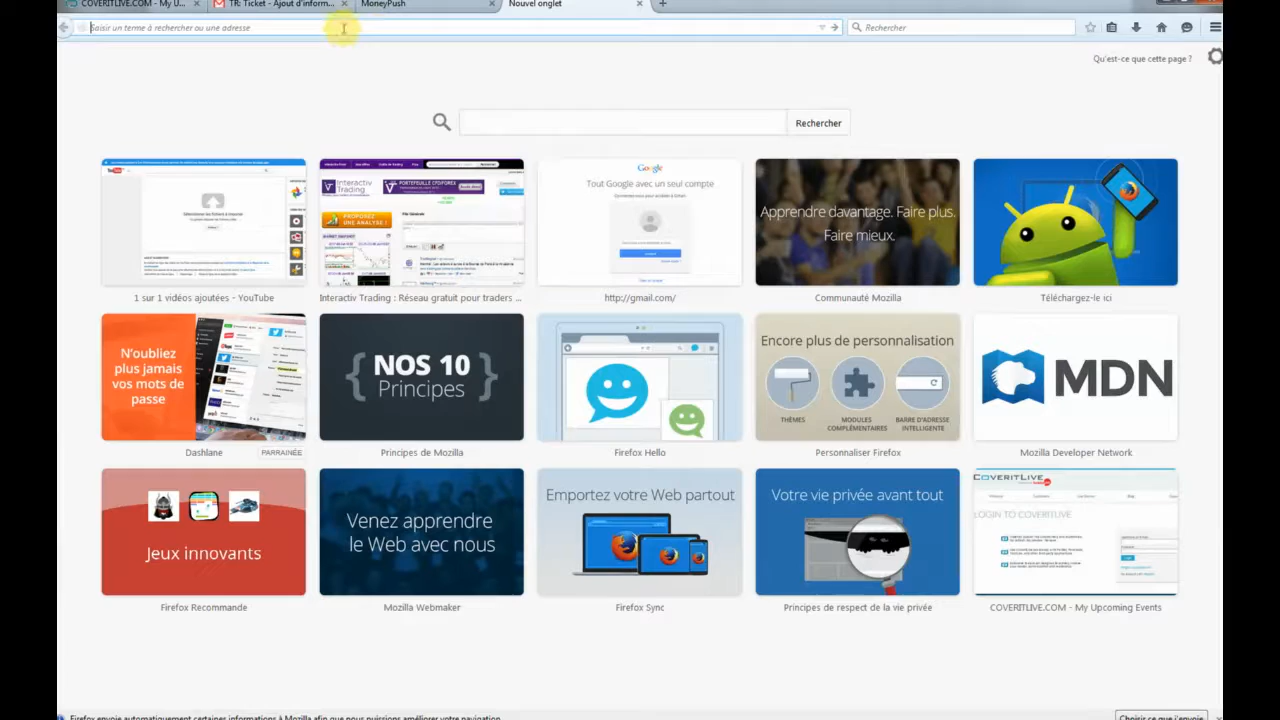 COVERITLIVE.COM - My U...
TR: Ticket - Ajout d'inform...
MoneyPush
Nouvel onglet
Saisir un terme à rechercher ou une adresse
Rechercher
Qu'est-ce que cette page ?
Rechercher
1 sur 1 vidéos ajoutées - YouTube
INTERACTIV TRADING
PROPOSEZ
UNE ANALYSE !
Interactiv Trading : Réseau gratuit pour traders ...
Google
Tout Google avec un seul compte
http://gmail.com/
Apprendre davantage. Faire plus.
Faire mieux.
Communauté Mozilla
Téléchargez-le ici
N'oubliez
plus jamais
vos mots de
passe
Dashlane
PARRAINÉE
{ NOS 10
Principes }
Principes de Mozilla
Firefox Hello
Encore plus de personnalisation
THÈMES
MODULES
COMPLÉMENTAIRES
BARRE D'ADRESSE
INTELLIGENTE
Personnaliser Firefox
MDN
Mozilla Developer Network
Jeux innovants
Firefox Recommande
Venez apprendre
le Web avec nous
Mozilla Webmaker
Emportez votre Web partout
Firefox Sync
Votre vie privée avant tout
Principes de respect de la vie privée
COVERITLIVE
LOGIN TO COVERITLIVE
COVERITLIVE.COM - My Upcoming Events
Firefox envoie automatiquement certaines informations à Mozilla afin que nous puissions améliorer votre navigation.
Choisir ce que j'envoie